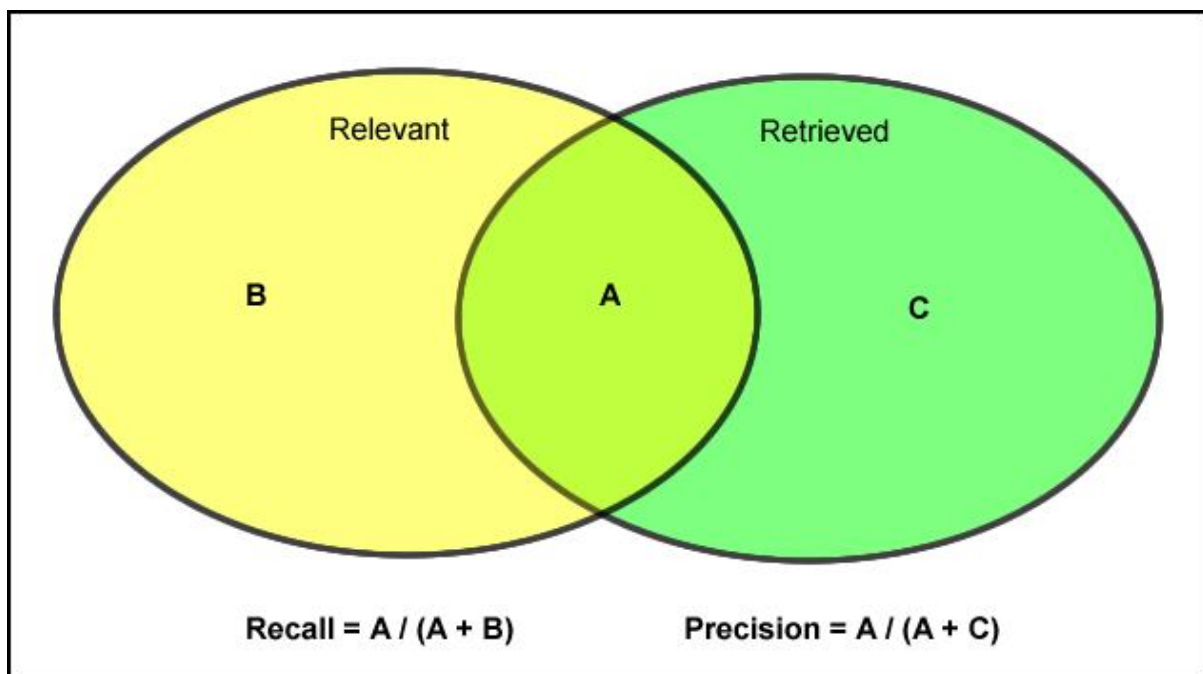 Relevant
Retrieved
B
A
C
Recall = A / (A + B)
Precision = A / (A + C)